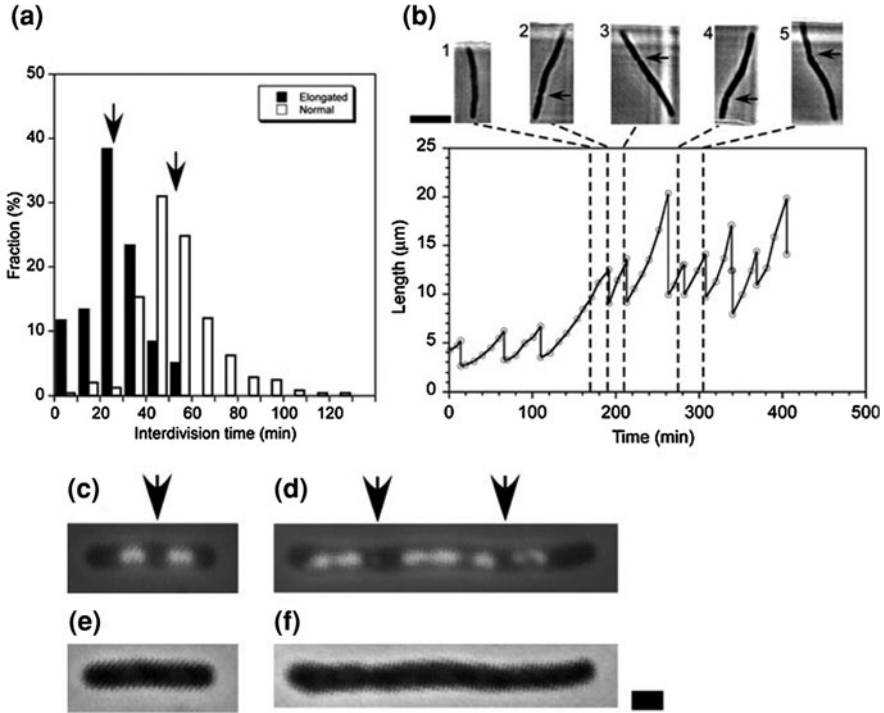 (a)
50
40
30
20
10
0
Fraction (%)
Elongated
Normal
0 20 40 60 80 100 120
Interdivision time (min)
(b)
1
2
3
4
5
25
20
15
10
5
0
Length (µm)
0 100 200 300 400 500
Time (min)
(c)
(d)
(e)
(f)